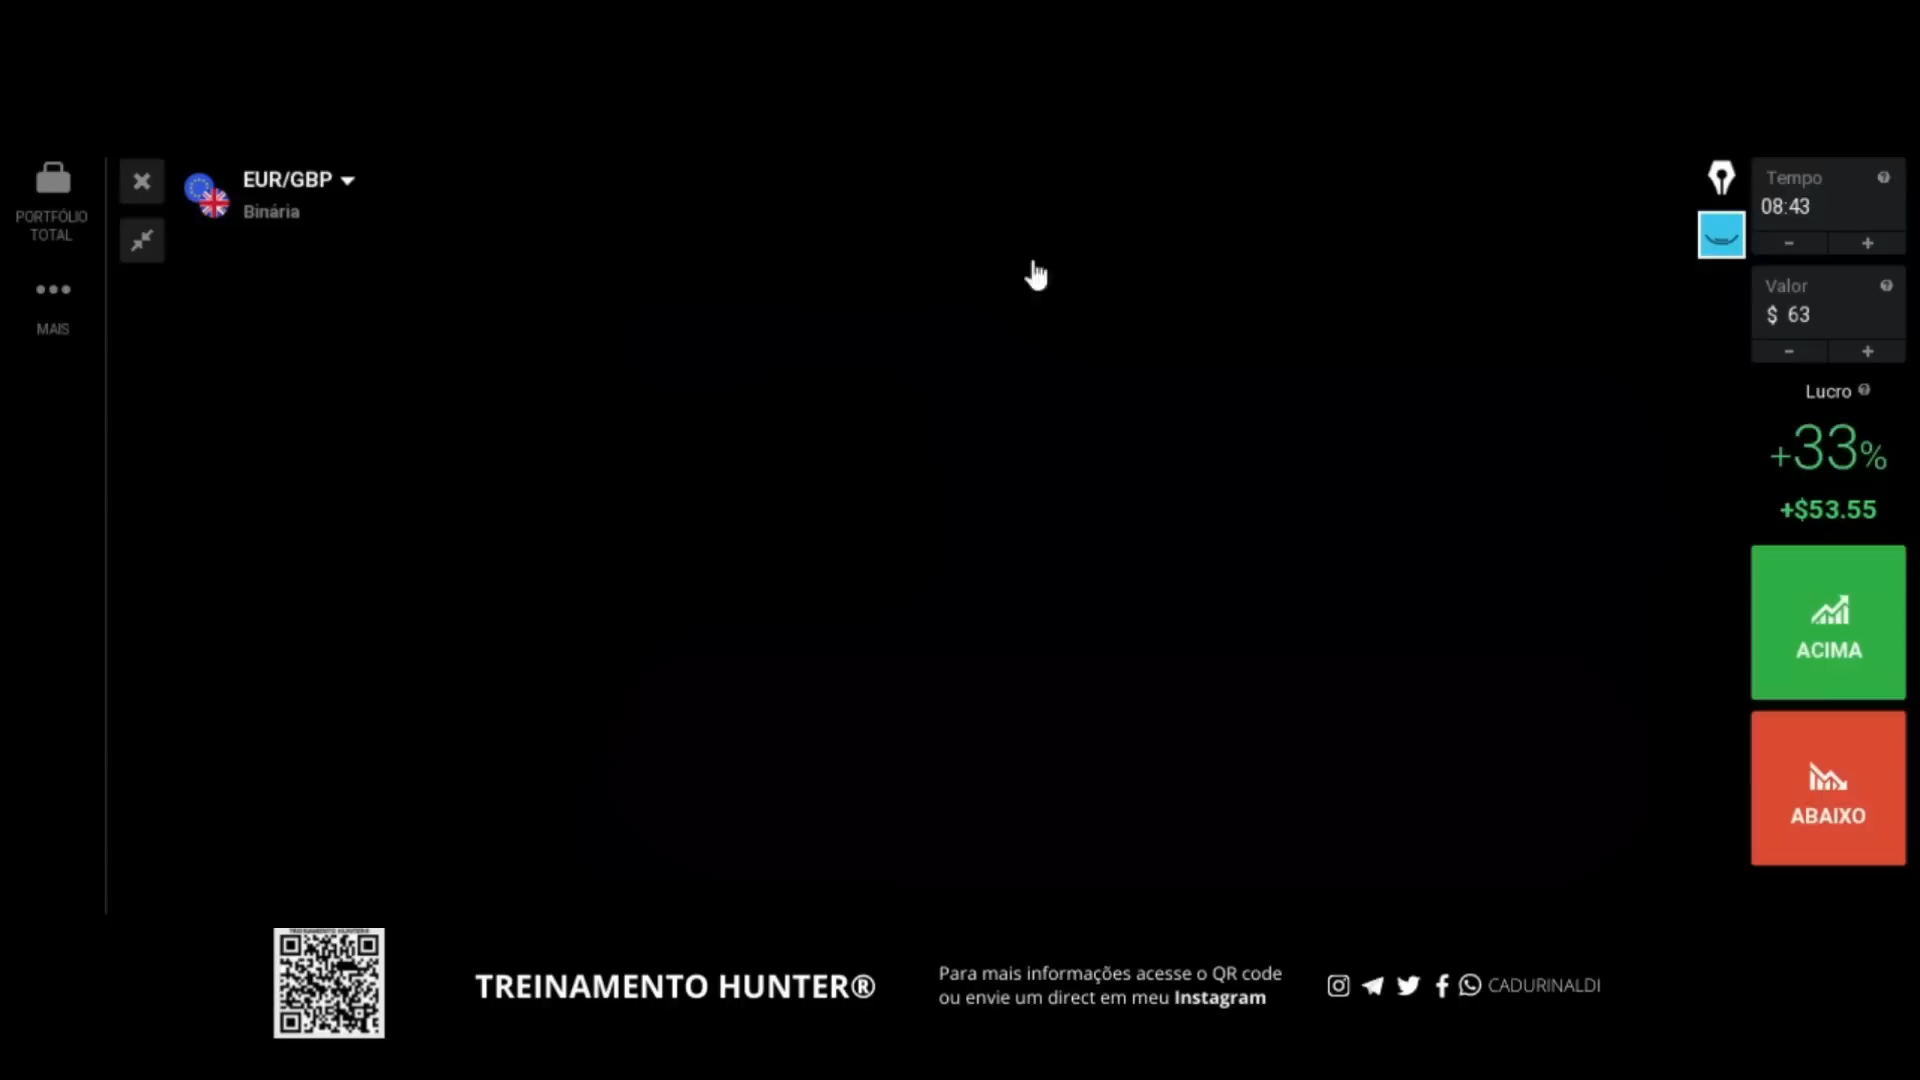 PORTFÓLIO
TOTAL
MAIS
EUR/GBP
Binária
Tempo
08:43
-
+
Valor
$ 63
-
+
Lucro
+33%
+$53.55
ACIMA
ABAIXO
TREINAMENTO HUNTER®
Para mais informações acesse o QR code
ou envie um direct em meu Instagram
CADURINALDI